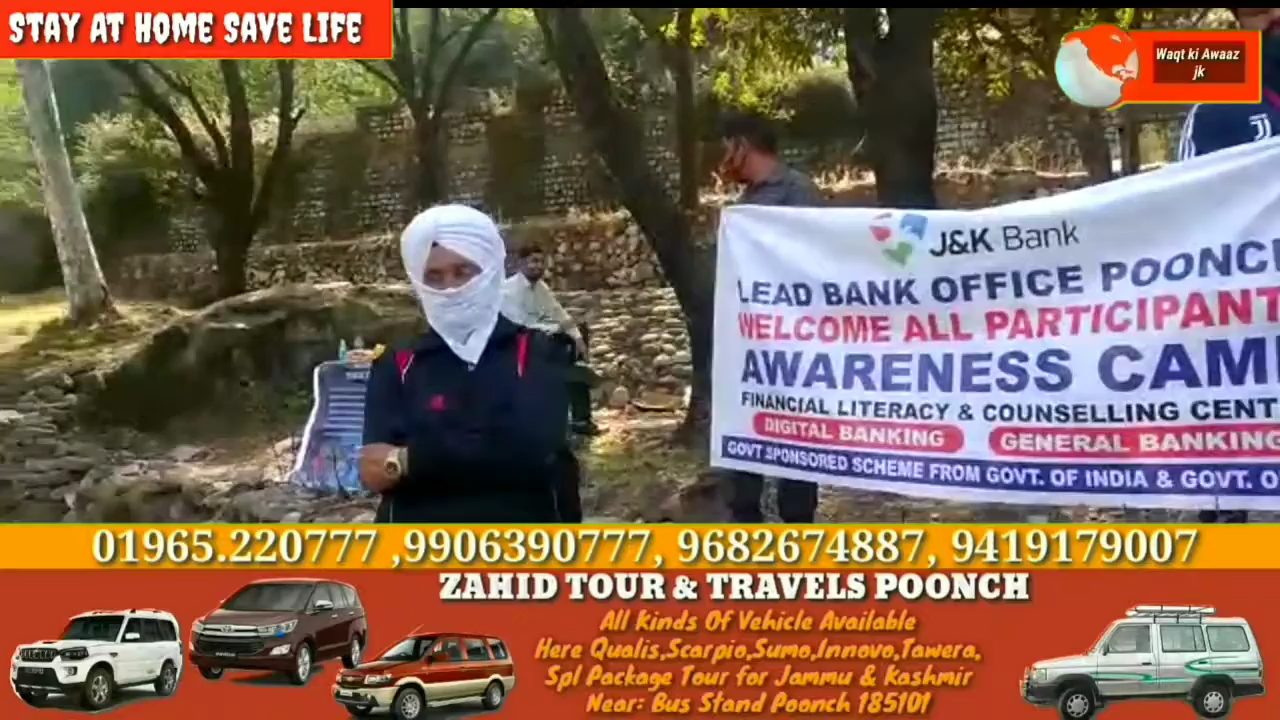 STAY AT HOME SAVE LIFE
Waqt ki Awaaz
jk
J&K Bank
LEAD BANK OFFICE POONC
WELCOME ALL PARTICIPANT
AWARENESS CAM
FINANCIAL LITERACY & COUNSELLING CENT
DIGITAL BANKING
GENERAL BANKING
GOVT SPONSORED SCHEME FROM GOVT. OF INDIA & GOVT. O
01965.220777 ,9906390777, 9682674887, 9419179007
ZAHID TOUR & TRAVELS POONCH
All Kinds Of Vehicle Available
Here Qualis,Scarpio,Sumo,Innovo,Tawera,
Spl Package Tour for Jammu & Kashmir
Near: Bus Stand Poonch 185101